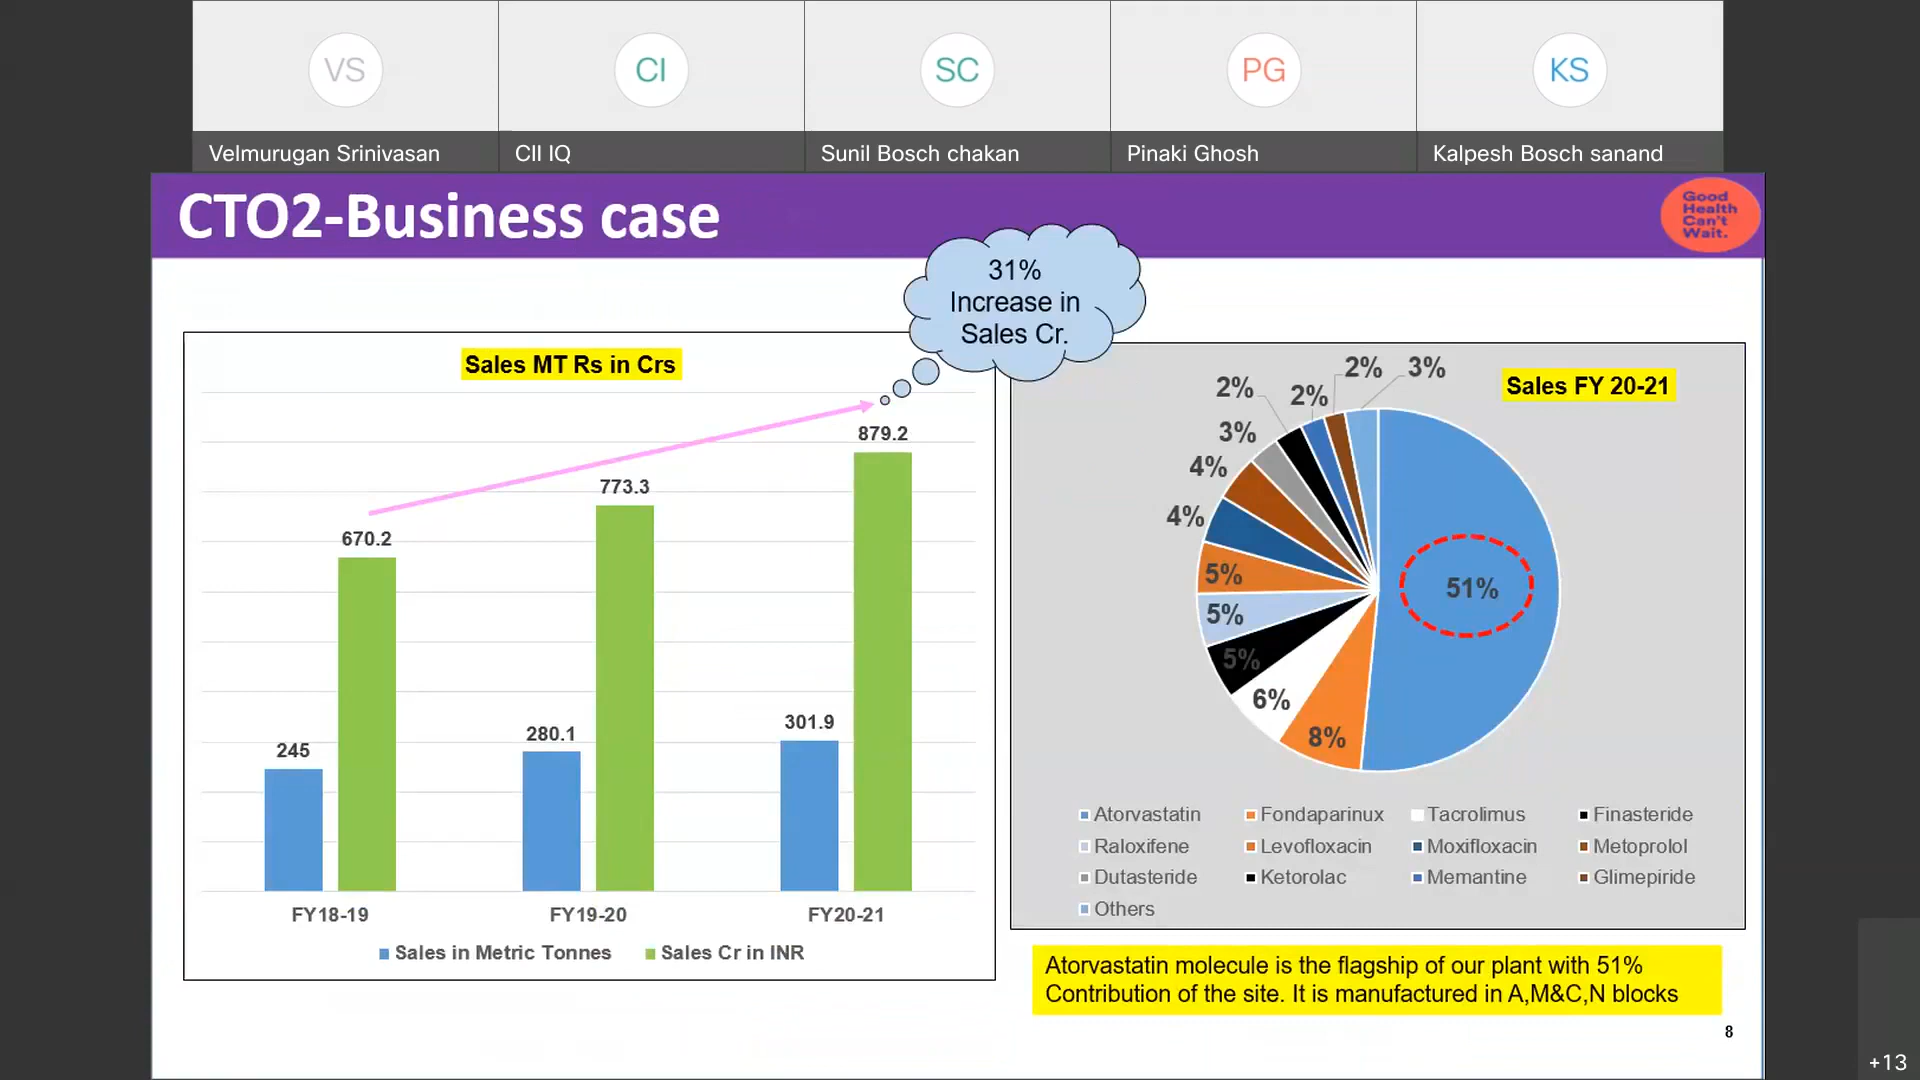 VS
CI
SC
PG
KS
Velmurugan Srinivasan
CII IQ
Sunil Bosch chakan
Pinaki Ghosh
Kalpesh Bosch sanand
CTO2-Business case
Good
Health
Can't
Wait.
31%
Increase in
Sales Cr.
Sales MT Rs in Crs
879.2
773.3
670.2
301.9
280.1
245
FY18-19
FY19-20
FY20-21
Sales in Metric Tonnes
Sales Cr in INR
Sales FY 20-21
2%
3%
2%
2%
3%
4%
4%
5%
5%
5%
6%
8%
51%
Atorvastatin
Fondaparinux
Tacrolimus
Finasteride
Raloxifene
Levofloxacin
Moxifloxacin
Metoprolol
Dutasteride
Ketorolac
Memantine
Glimepiride
Others
Atorvastatin molecule is the flagship of our plant with 51%
Contribution of the site. It is manufactured in A,M&C,N blocks
8
+13